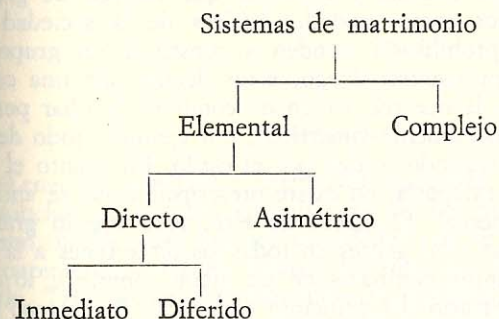 Sistemas de matrimonio
Elemental Complejo
Directo Asimétrico
Inmediato Diferido